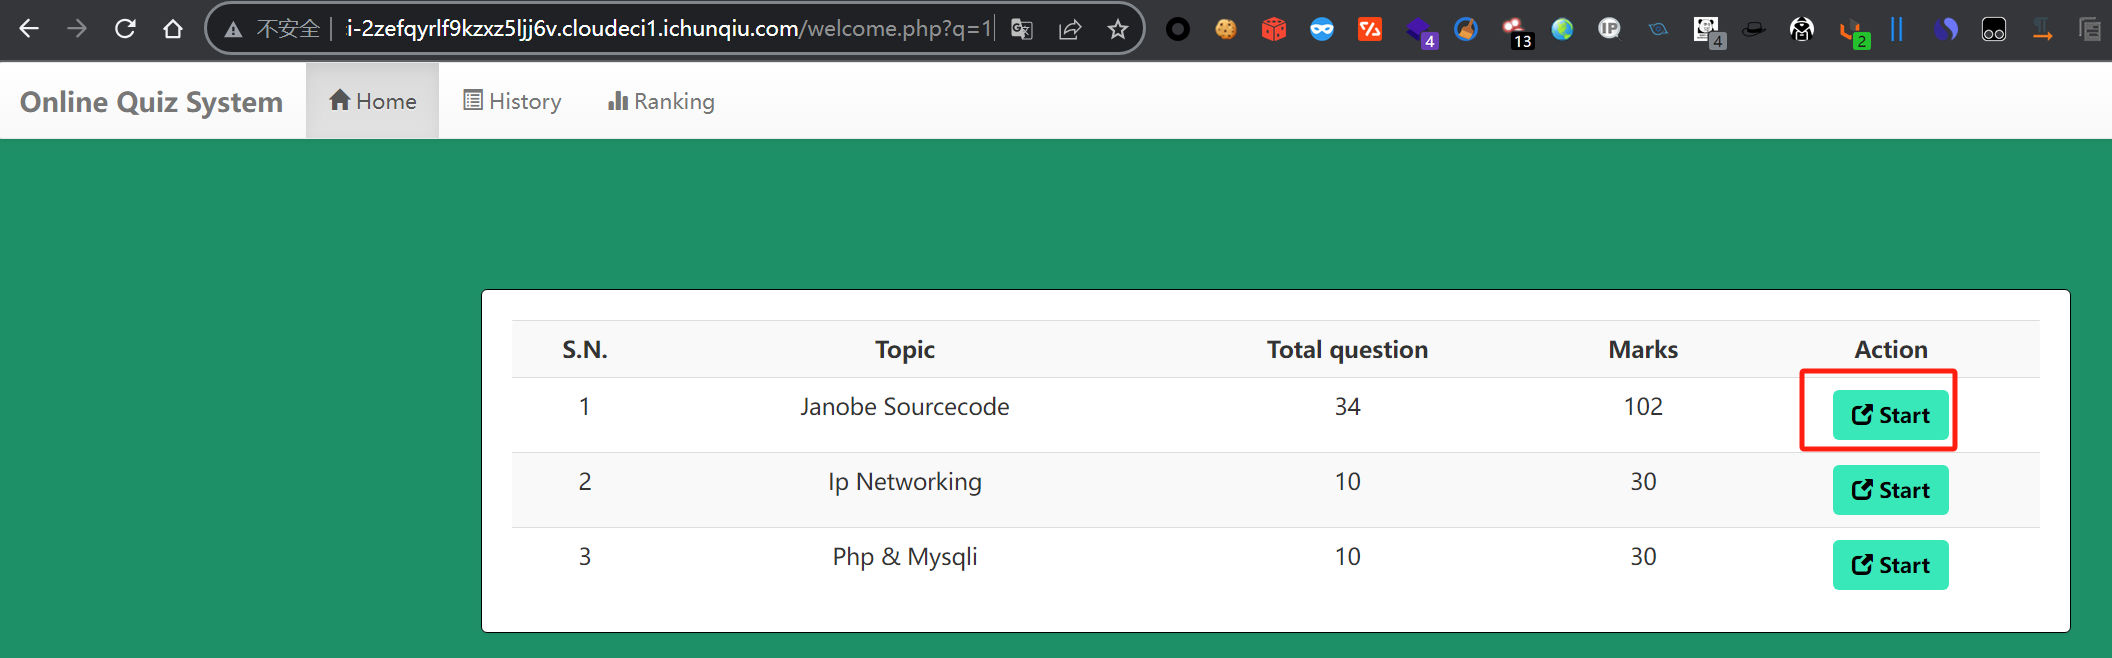 不安全 i-2zefqyrlf9kzxz5ljj6v.cloudeci1.ichunqiu.com/welcome.php?q=1
4 13 IP 4 2
Online Quiz System Home History Ranking
S.N. Topic Total question Marks Action
1 Janobe Sourcecode 34 102 Start
2 Ip Networking 10 30 Start
3 Php & Mysqli 10 30 Start